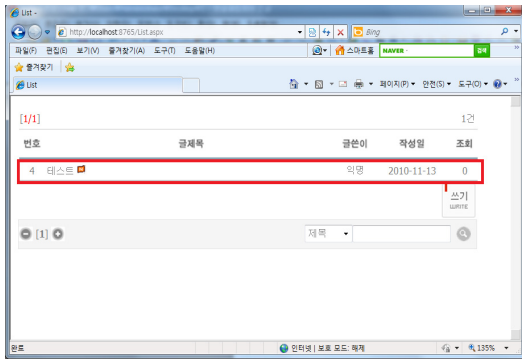 List -
http://localhost:8765/List.aspx
Bing
파일(F) 편집(E) 보기(V) 즐겨찾기(A) 도구(T) 도움말(H)
스마트홈 NAVER 검색
즐겨찾기
List
페이지(P) 안전(S) 도구(O)
[1/1] 1건
번호 글제목 글쓴이 작성일 조회
4 테스트 익명 2010-11-13 0
쓰기
WRITE
[1] 제목
완료 인터넷 | 보호 모드: 해제 135%